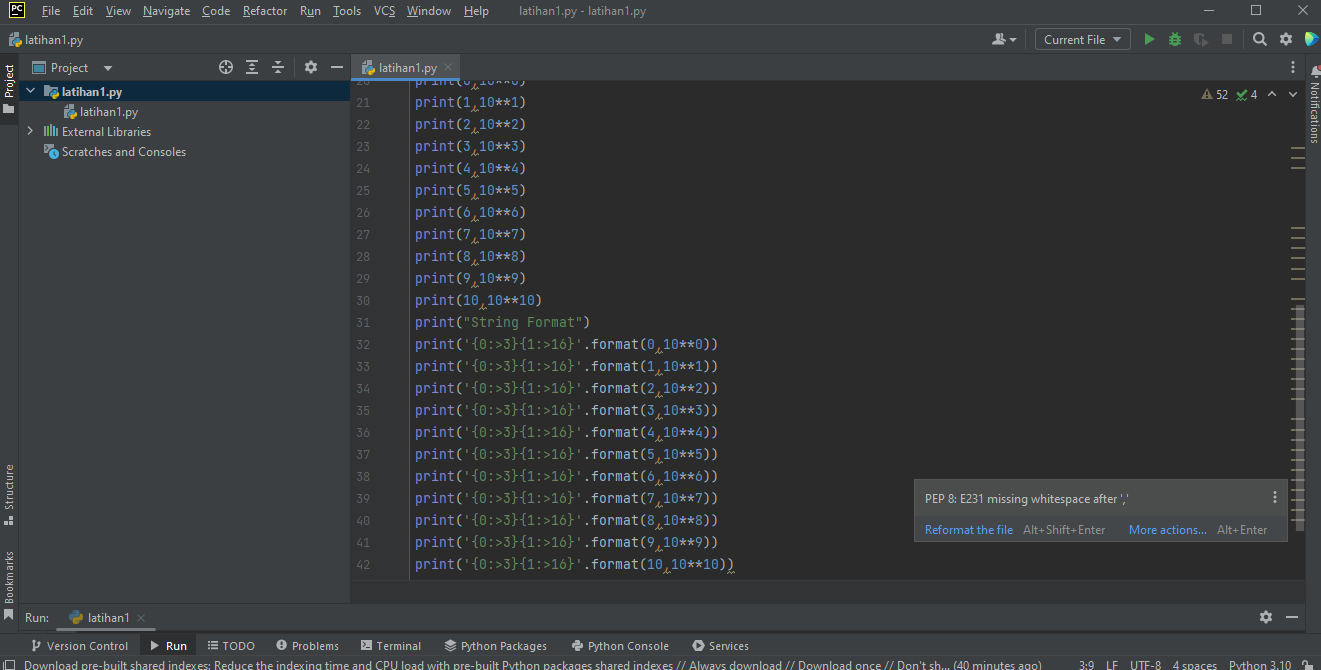 PC File Edit View Navigate Code Refactor Run Tools VCS Window Help latihan1.py - latihan1.py
latihan1.py Current File
Project latihan1.py
Project
latihan1.py
latihan1.py
External Libraries
Scratches and Consoles
Structure
Bookmarks
Notifications
52 4
20 print(0,10**0)
21 print(1,10**1)
22 print(2,10**2)
23 print(3,10**3)
24 print(4,10**4)
25 print(5,10**5)
26 print(6,10**6)
27 print(7,10**7)
28 print(8,10**8)
29 print(9,10**9)
30 print(10,10**10)
31 print("String Format")
32 print('{0:>3}{1:>16}'.format(0,10**0))
33 print('{0:>3}{1:>16}'.format(1,10**1))
34 print('{0:>3}{1:>16}'.format(2,10**2))
35 print('{0:>3}{1:>16}'.format(3,10**3))
36 print('{0:>3}{1:>16}'.format(4,10**4))
37 print('{0:>3}{1:>16}'.format(5,10**5))
38 print('{0:>3}{1:>16}'.format(6,10**6))
39 print('{0:>3}{1:>16}'.format(7,10**7))
40 print('{0:>3}{1:>16}'.format(8,10**8))
41 print('{0:>3}{1:>16}'.format(9,10**9))
42 print('{0:>3}{1:>16}'.format(10,10**10))
PEP 8: E231 missing whitespace after ','
Reformat the file Alt+Shift+Enter More actions... Alt+Enter
Run: latihan1
Version Control Run TODO Problems Terminal Python Packages Python Console Services
Download pre-built shared indexes: Reduce the indexing time and CPU load with pre-built Python packages shared indexes // Always download // Download once // Don't sh... (40 minutes ago) 3:9 LF UTF-8 4 spaces Python 3.10